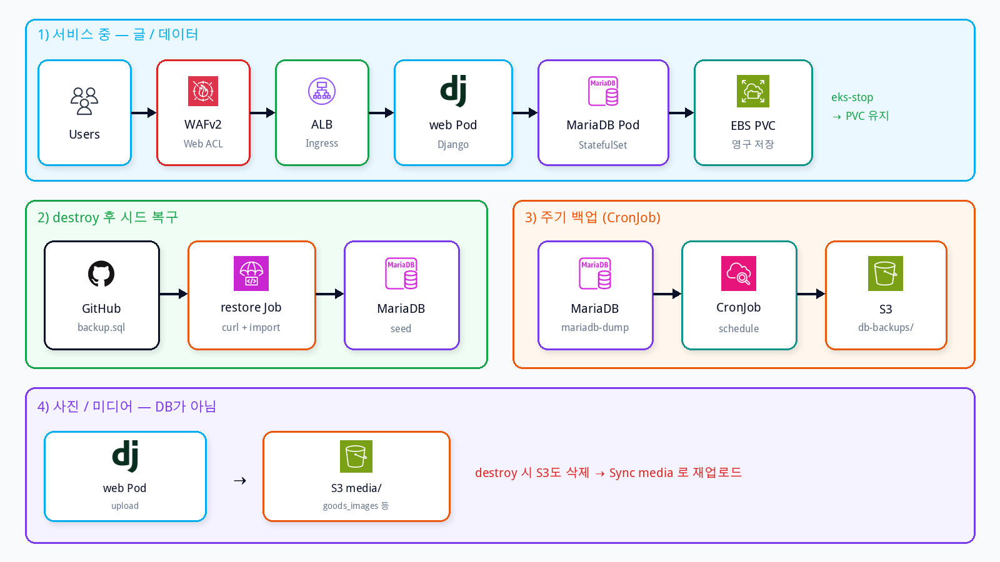 1) 서비스 중 — 글 / 데이터
Users
WAFv2
Web ACL
ALB
Ingress
dj
web Pod
Django
MariaDB
MariaDB Pod
StatefulSet
EBS PVC
영구 저장
eks-stop
→ PVC 유지
2) destroy 후 시드 복구
GitHub
backup.sql
restore Job
curl + import
MariaDB
MariaDB
seed
3) 주기 백업 (CronJob)
MariaDB
MariaDB
mariadb-dump
CronJob
schedule
S3
db-backups/
4) 사진 / 미디어 — DB가 아님
dj
web Pod
upload
→
S3 media/
goods_images 등
destroy 시 S3도 삭제 → Sync media 로 재업로드